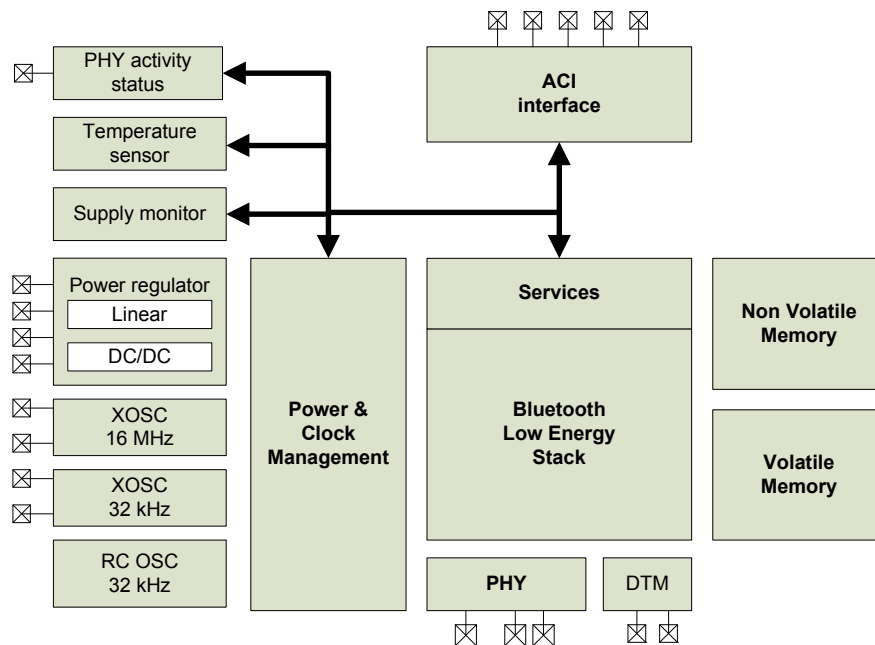 PHY activity
status
Temperature
sensor
Supply monitor
Power regulator
Linear
DC/DC
XOSC
16 MHz
XOSC
32 kHz
RC OSC
32 kHz
Power &
Clock
Management
ACI
interface
Services
Bluetooth
Low Energy
Stack
PHY
DTM
Non Volatile
Memory
Volatile
Memory